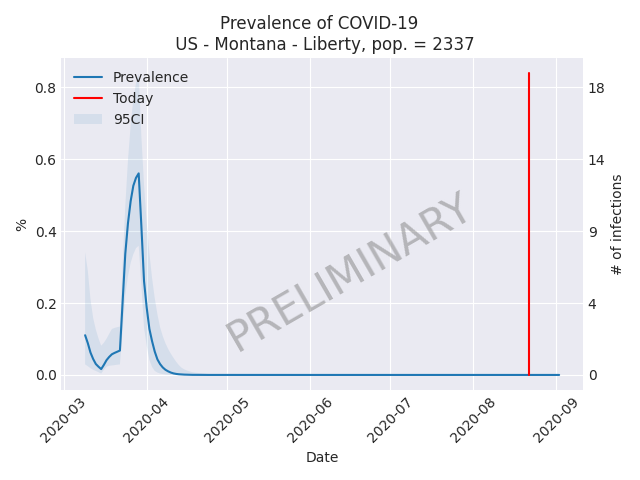 Prevalence of COVID-19
US - Montana - Liberty, pop. = 2337
Prevalence
Today
95CI
PRELIMINARY
%
0.8
0.6
0.4
0.2
0.0
18
14
9
4
0
# of infections
2020-03
2020-04
2020-05
2020-06
2020-07
2020-08
2020-09
Date